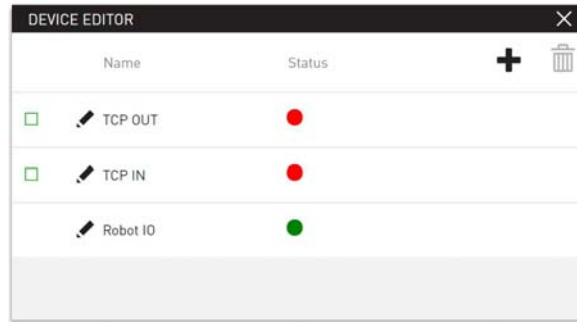 DEVICE EDITOR
Name Status
TCP OUT
TCP IN
Robot IO